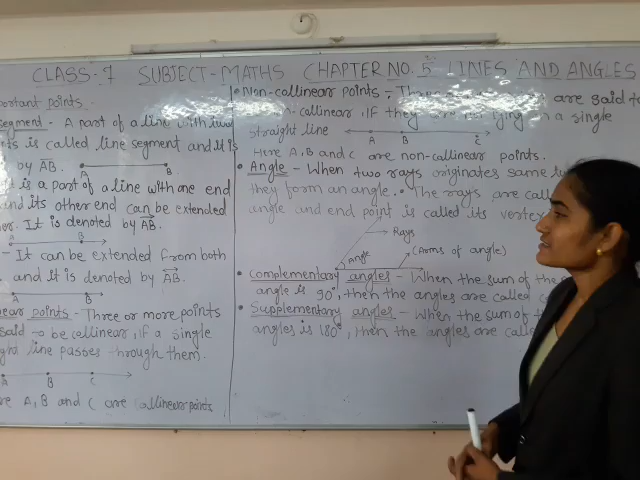 CLASS-7 SUBJECT-MATHS CHAPTER NO. 5 LINES AND ANGLES
portant points.
segment - A part of a line with two
nts is called line segment and it is
by AB.
A B
it is a part of a line with one end
and its other end can be extended
er. It is denoted by AB
A B
- It can be extended from both
and it is denoted by AB.
A B
near points - Three or more points
said to be collinear, If a single
ght line passes through them.
A B C
re A, B and C are collinear points
• Non-collinear points - Three are said to
n-collinear, IF they are not lying in a single
straight line A B C
Here A, B and C are non-collinear points.
• Angle - When two rays originates same
they form an angle. • The rays are call
angle and end point is called its vertex
Rays
Angle (Arms of angle)
• Complementary angles - When the sum of the
angle is 90°, then the angles are called
• Supplementary angles - When the sum of
angles is 180°, then the angles are calle